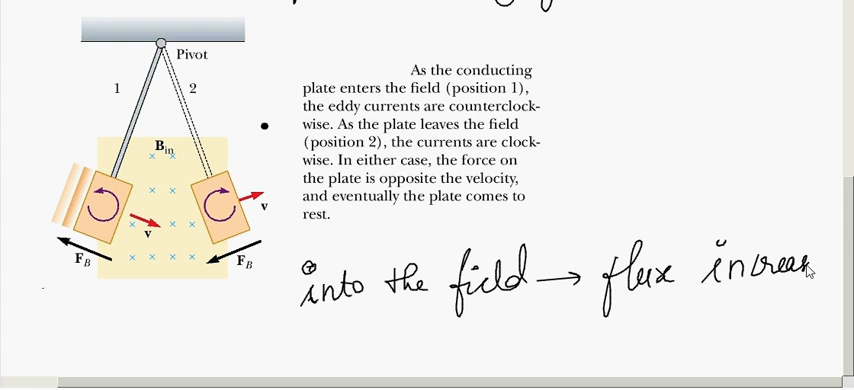 Pivot
1
2
B_in
v
v
F_B
F_B
As the conducting
plate enters the field (position 1),
the eddy currents are counterclock-
wise. As the plate leaves the field
(position 2), the currents are clock-
wise. In either case, the force on
the plate is opposite the velocity,
and eventually the plate comes to
rest.
into the field → flux increas